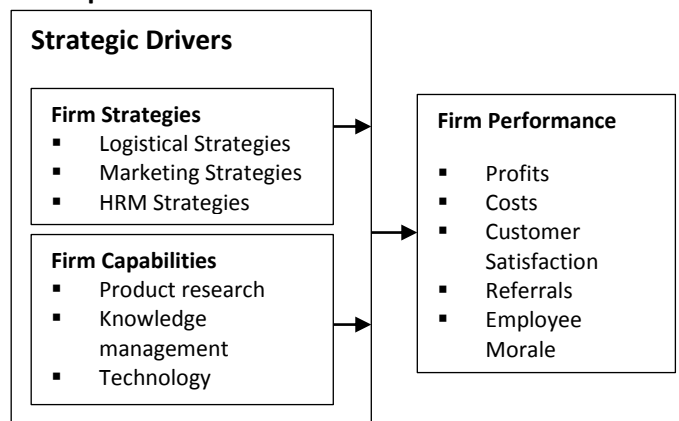 Strategic Drivers
Firm Strategies
▪ Logistical Strategies
▪ Marketing Strategies
▪ HRM Strategies
Firm Capabilities
▪ Product research
▪ Knowledge
management
▪ Technology
Firm Performance
▪ Profits
▪ Costs
▪ Customer
Satisfaction
▪ Referrals
▪ Employee
Morale